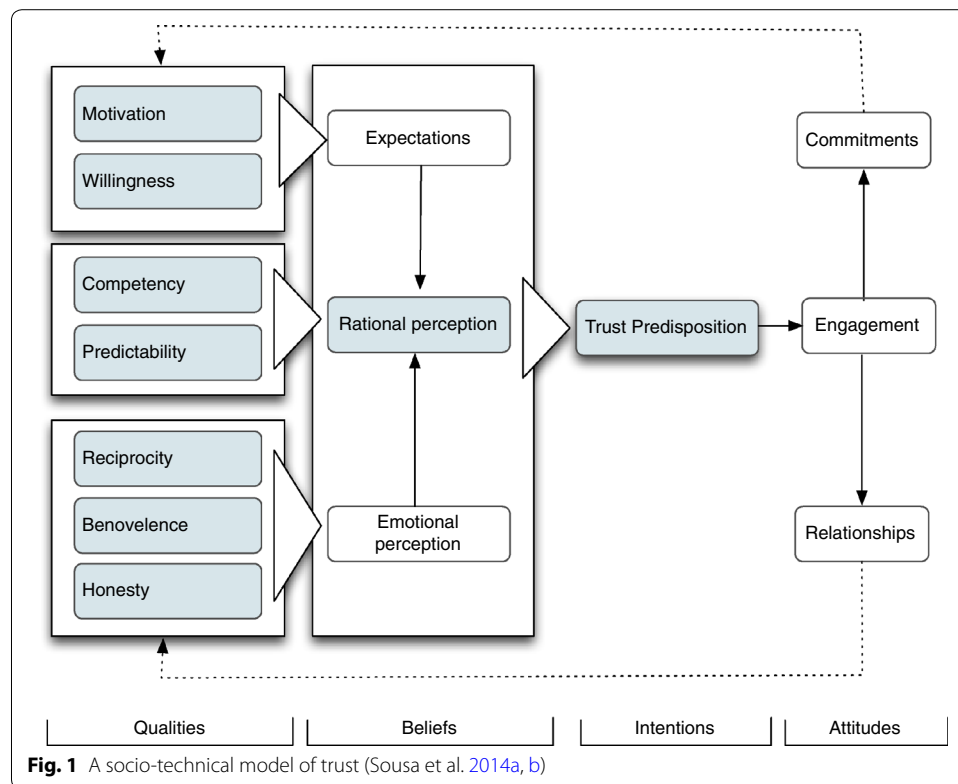 Motivation
Willingness
Expectations
Commitments
Competency
Predictability
Rational perception
Trust Predisposition
Engagement
Reciprocity
Benovelence
Honesty
Emotional
perception
Relationships
Qualities
Beliefs
Intentions
Attitudes
Fig. 1 A socio-technical model of trust (Sousa et al. 2014a, b)